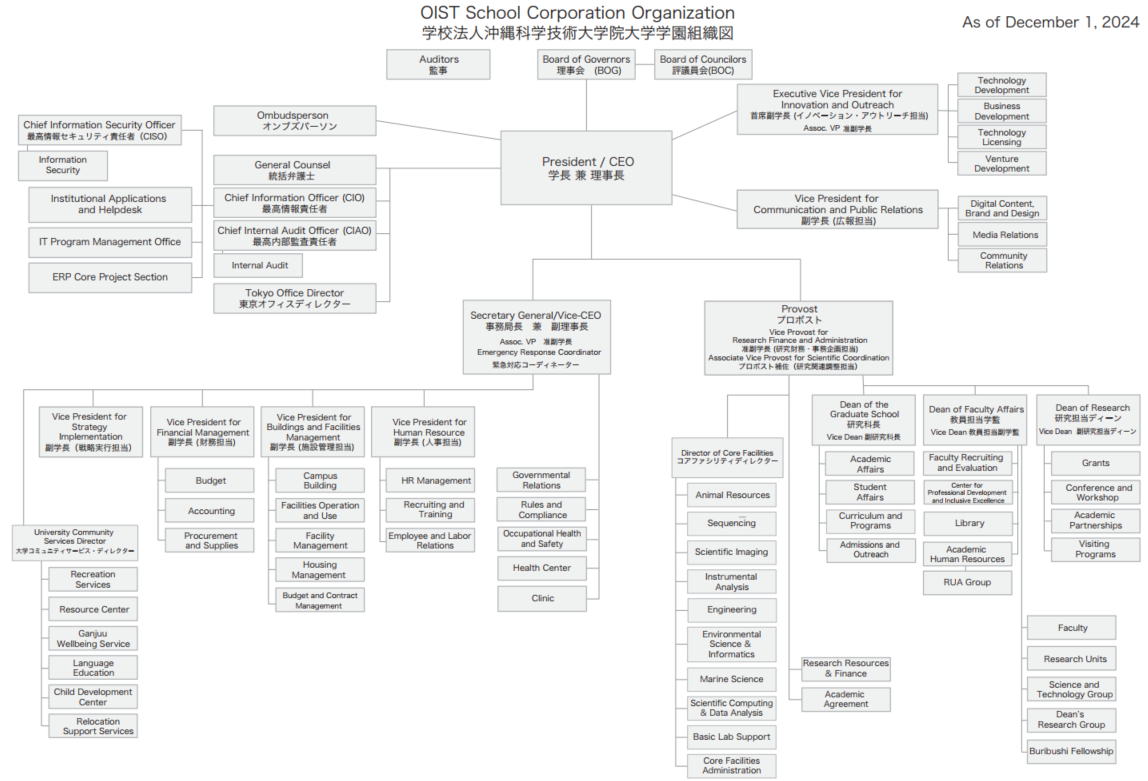 OIST School Corporation Organization
学校法人沖縄科学技術大学院大学学園組織図
As of December 1, 2024
Auditors
監事
Board of Governors
理事会 (BOG)
Board of Councilors
評議員会(BOC)
Executive Vice President for
Innovation and Outreach
首席副学長 (イノベーション・アウトリーチ担当)
Assoc. VP 准副学長
Technology
Development
Business
Development
Technology
Licensing
Venture
Development
Ombudsperson
オンブズパーソン
Chief Information Security Officer
最高情報セキュリティ責任者 (CISO)
Information
Security
President / CEO
学長 兼 理事長
General Counsel
統括弁護士
Chief Information Officer (CIO)
最高情報責任者
Chief Internal Audit Officer (CIAO)
最高内部監査責任者
Internal Audit
Tokyo Office Director
東京オフィスディレクター
Institutional Applications
and Helpdesk
IT Program Management Office
ERP Core Project Section
Vice President for
Communication and Public Relations
副学長 (広報担当)
Digital Content,
Brand and Design
Media Relations
Community
Relations
Secretary General/Vice-CEO
事務局長 兼 副理事長
Assoc. VP 准副学長
Emergency Response Coordinator
緊急対応コーディネーター
Provost
プロボスト
Vice Provost for
Research Finance and Administration
准副学長 (研究財務・事務企画担当)
Associate Vice Provost for Scientific Coordination
プロボスト補佐 (研究関連調整担当)
Vice President for
Strategy
Implementation
副学長 (戦略実行担当)
Vice President for
Financial Management
副学長 (財務担当)
Budget
Accounting
Procurement
and Supplies
Vice President for
Buildings and Facilities
Management
副学長 (施設管理担当)
Campus
Building
Facilities Operation
and Use
Facility
Management
Housing
Management
Budget and Contract
Management
Vice President for
Human Resource
副学長 (人事担当)
HR Management
Recruiting and
Training
Employee and Labor
Relations
Governmental
Relations
Rules and
Compliance
Occupational Health
and Safety
Health Center
Clinic
University Community
Services Director
大学コミュニティサービス・ディレクター
Recreation
Services
Resource Center
Ganjuu
Wellbeing Service
Language
Education
Child Development
Center
Relocation
Support Services
Director of Core Facilities
コアファシリティディレクター
Animal Resources
Sequencing
Scientific Imaging
Instrumental
Analysis
Engineering
Environmental
Science &
Informatics
Marine Science
Scientific Computing
& Data Analysis
Basic Lab Support
Core Facilities
Administration
Research Resources
& Finance
Academic
Agreement
Dean of the
Graduate School
研究科長
Vice Dean 副研究科長
Academic
Affairs
Student
Affairs
Curriculum and
Programs
Admissions and
Outreach
Dean of Faculty Affairs
教員担当学監
Vice Dean 教員担当副学監
Faculty Recruiting
and Evaluation
Center for
Professional Development
and Inclusive Excellence
Library
Academic
Human Resources
RUA Group
Faculty
Research Units
Science and
Technology Group
Dean's
Research Group
Buribushi Fellowship
Dean of Research
研究担当ディーン
Vice Dean 副研究担当ディーン
Grants
Conference and
Workshop
Academic
Partnerships
Visiting
Programs